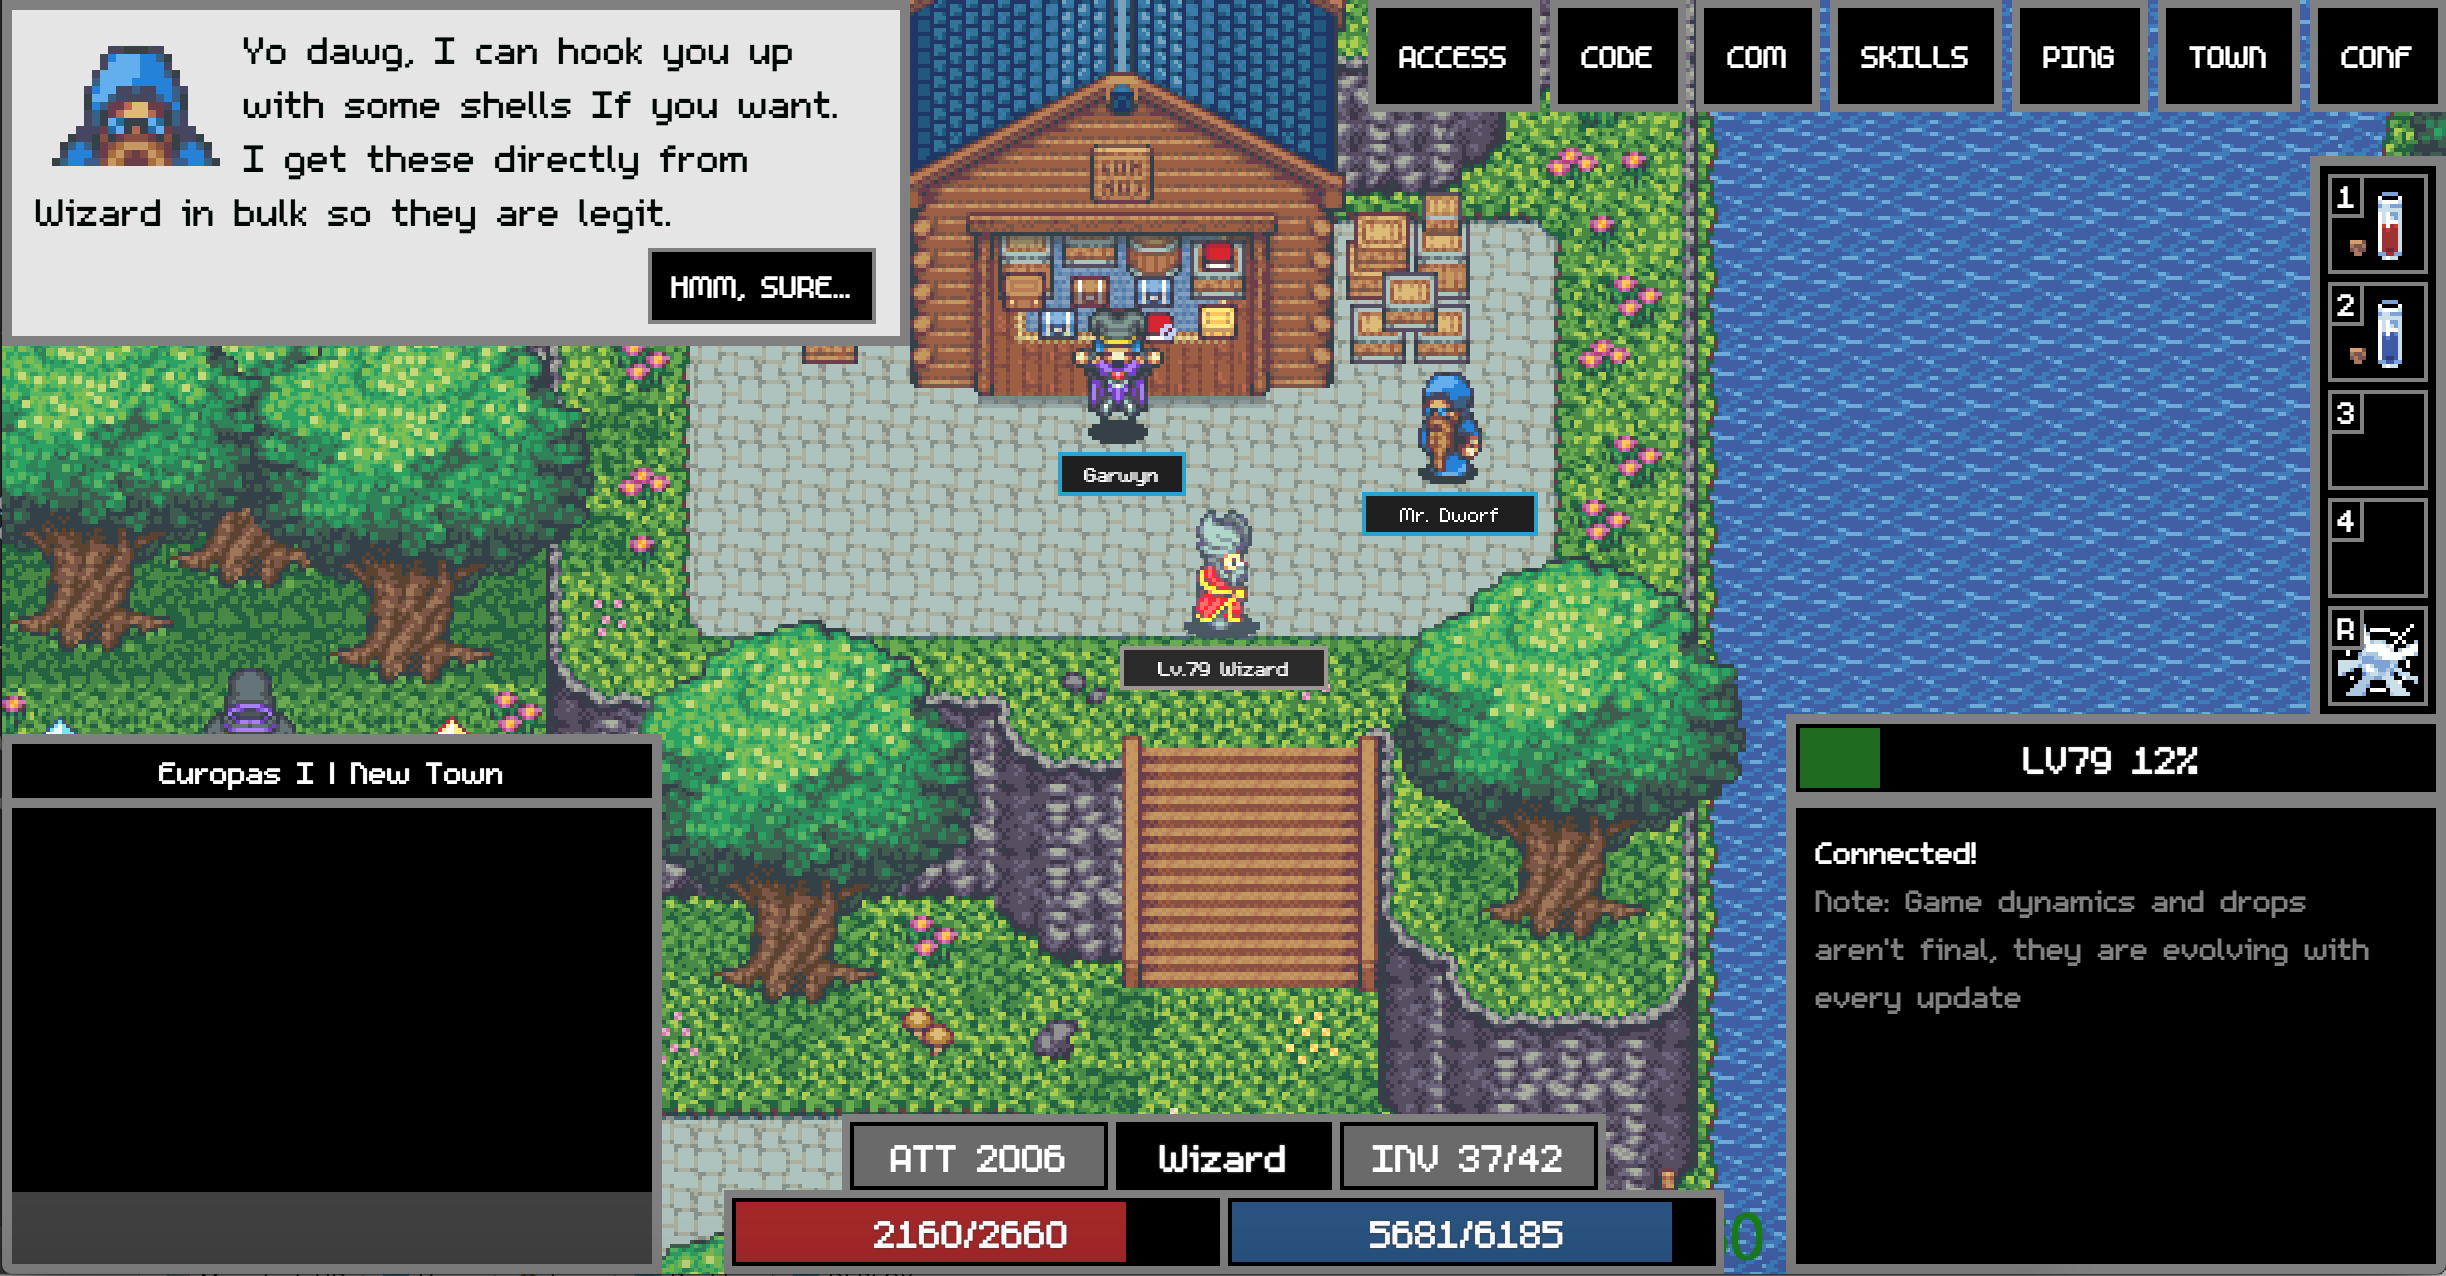 Yo dawg, I can hook you up
with some shells If you want.
I get these directly from
Wizard in bulk so they are legit.
HMM, SURE...
ACCESS
CODE
COM
SKILLS
PING
TOWN
CONF
1
2
3
4
R
Garwyn
Mr. Dworf
Lv.79 Wizard
Europas I | New Town
LV79 12%
Connected!
Note: Game dynamics and drops
aren't final, they are evolving with
every update
ATT 2006
Wizard
INV 37/42
2160/2660
5681/6185
0